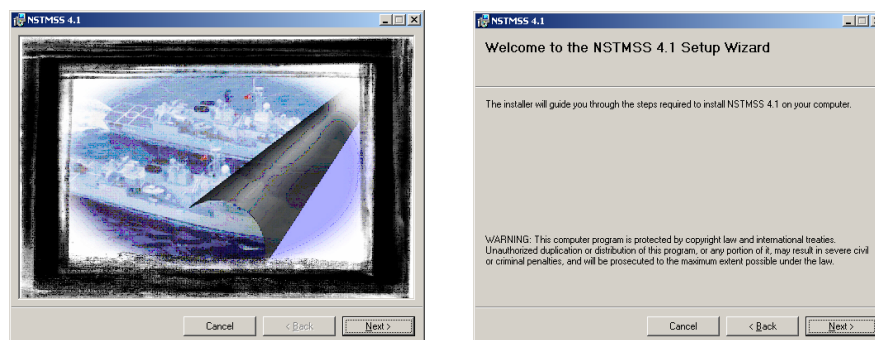 NSTMSS 4.1
Cancel
< Back
Next >
NSTMSS 4.1
Welcome to the NSTMSS 4.1 Setup Wizard
The installer will guide you through the steps required to install NSTMSS 4.1 on your computer.
WARNING: This computer program is protected by copyright law and international treaties.
Unauthorized duplication or distribution of this program, or any portion of it, may result in severe civil
or criminal penalties, and will be prosecuted to the maximum extent possible under the law.
Cancel
< Back
Next >